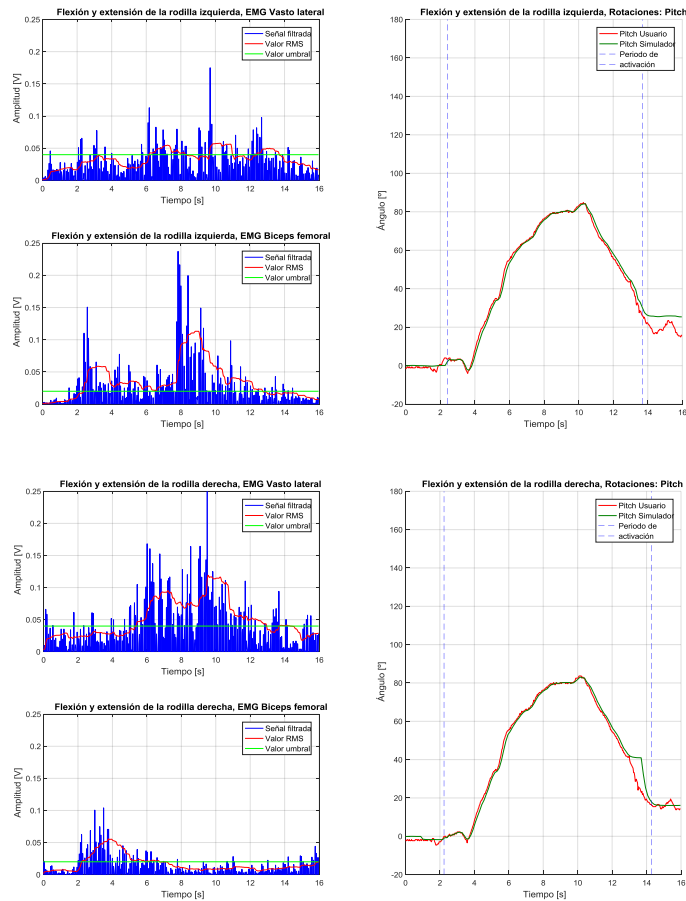 Flexión y extensión de la rodilla izquierda, EMG Vasto lateral
0.25
0.2
0.15
0.1
0.05
0
Amplitud [V]
Señal filtrada
Valor RMS
Valor umbral
0 2 4 6 8 10 12 14 16
Tiempo [s]
Flexión y extensión de la rodilla izquierda, Rotaciones: Pitch
180
160
140
120
100
80
60
40
20
0
-20
Ángulo [º]
Pitch Usuario
Pitch Simulador
Periodo de
activación
0 2 4 6 8 10 12 14 16
Tiempo [s]
Flexión y extensión de la rodilla izquierda, EMG Biceps femoral
0.25
0.2
0.15
0.1
0.05
0
Amplitud [V]
Señal filtrada
Valor RMS
Valor umbral
0 2 4 6 8 10 12 14 16
Tiempo [s]
Flexión y extensión de la rodilla derecha, EMG Vasto lateral
0.25
0.2
0.15
0.1
0.05
0
Amplitud [V]
Señal filtrada
Valor RMS
Valor umbral
0 2 4 6 8 10 12 14 16
Tiempo [s]
Flexión y extensión de la rodilla derecha, Rotaciones: Pitch
180
160
140
120
100
80
60
40
20
0
-20
Ángulo [º]
Pitch Usuario
Pitch Simulador
Periodo de
activación
0 2 4 6 8 10 12 14 16
Tiempo [s]
Flexión y extensión de la rodilla derecha, EMG Biceps femoral
0.25
0.2
0.15
0.1
0.05
0
Amplitud [V]
Señal filtrada
Valor RMS
Valor umbral
0 2 4 6 8 10 12 14 16
Tiempo [s]